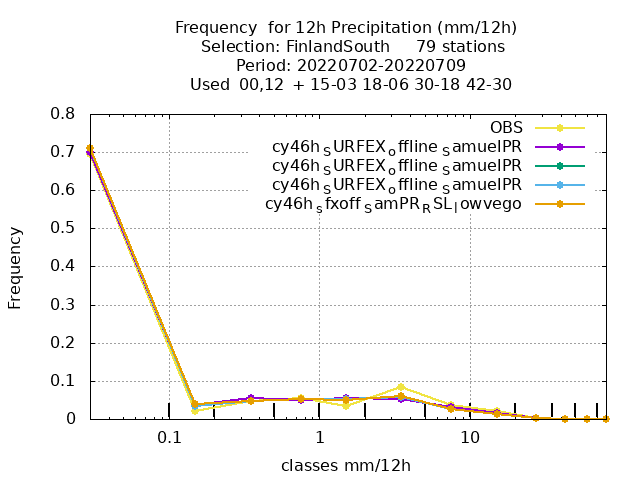 Frequency  for 12h Precipitation (mm/12h)
Selection: FinlandSouth     79 stations
Period: 20220702-20220709
Used  00,12  + 15-03 18-06 30-18 42-30
0.8
0.7
0.6
0.5
0.4
0.3
0.2
0.1
0
Frequency
OBS
cy46h_SURFEX_offline_SamuelPR
cy46h_SURFEX_offline_SamuelPR
cy46h_SURFEX_offline_SamuelPR
cy46h_sfxoff_SamPR_RSL_lowvego
0.1 1 10
classes mm/12h